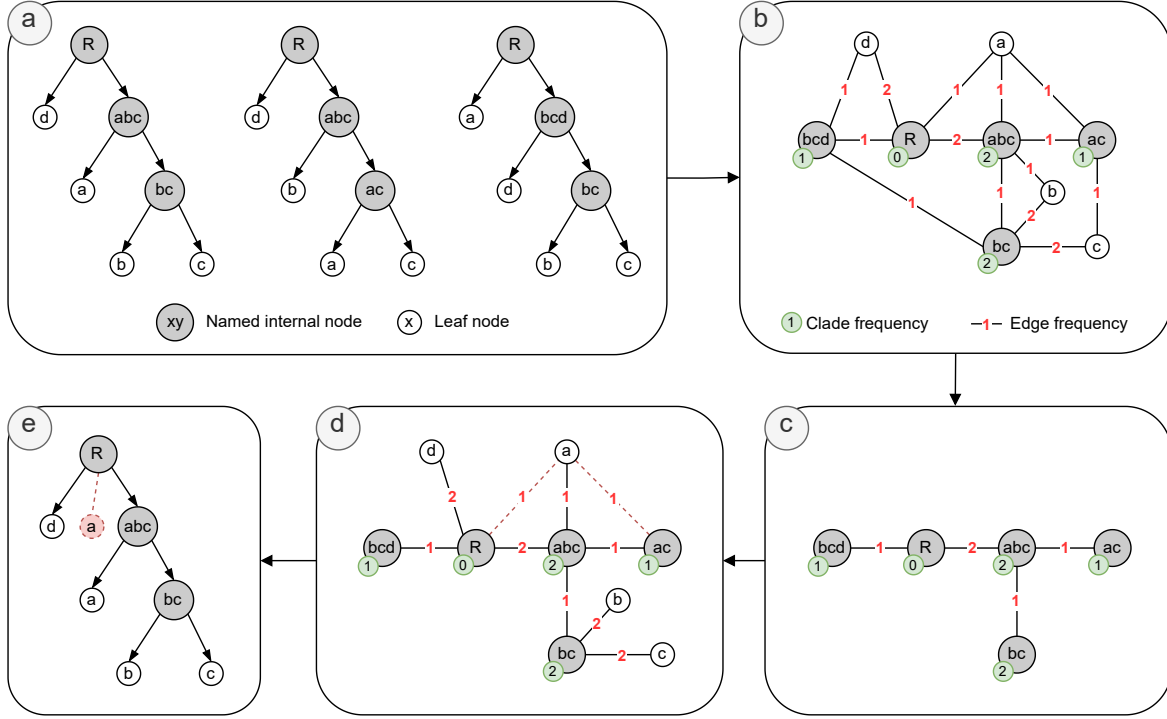 a
R R R
d abc d abc a bcd
a bc b ac d bc
b c a c b c
xy Named internal node x Leaf node
b
d a
1 2 1 1 1
bcd 1 R 2 abc 1 ac
1 0 2 1
1 1 1 b 1
2
bc 2 c
2
1 Clade frequency 1 Edge frequency
e
R
d a abc
a bc
b c
d
d a
2 1 1 1
bcd 1 R 2 abc 1 ac
1 0 2 1
1 b
2
bc 2 c
2
c
bcd 1 R 2 abc 1 ac
1 0 2 1
1
bc
2